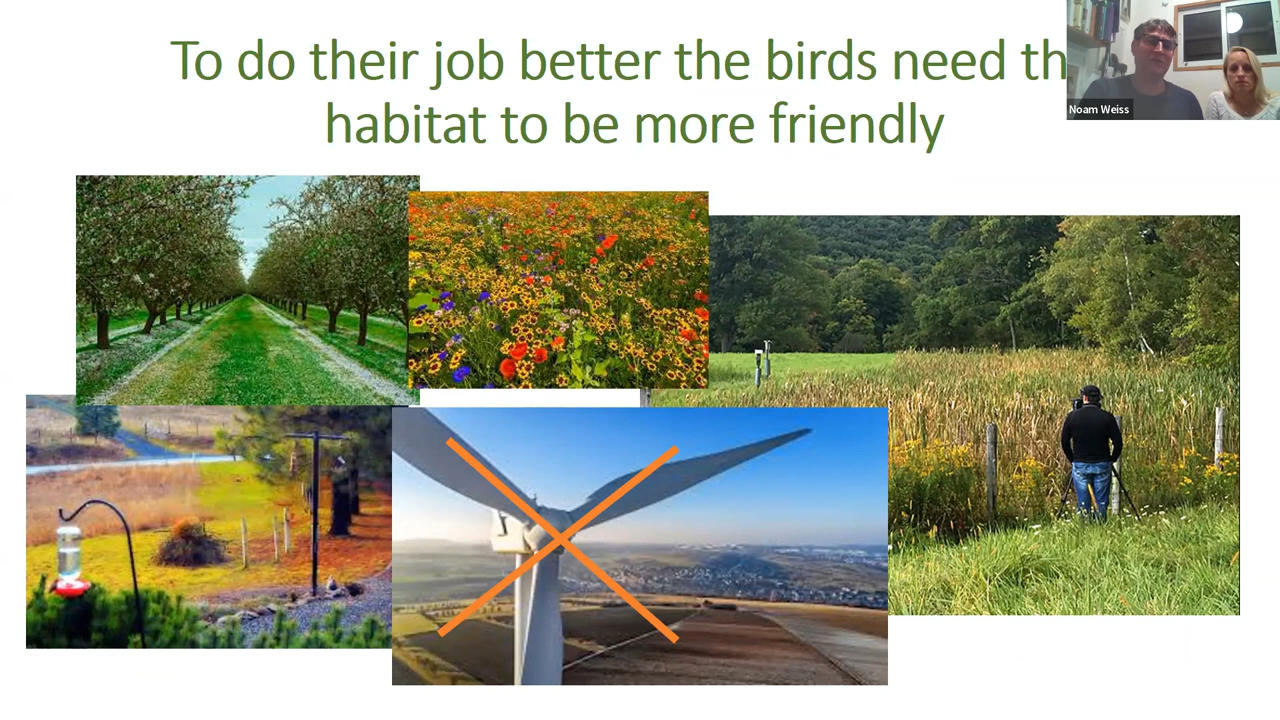 To do their job better the birds need th
habitat to be more friendly
Noam Weiss